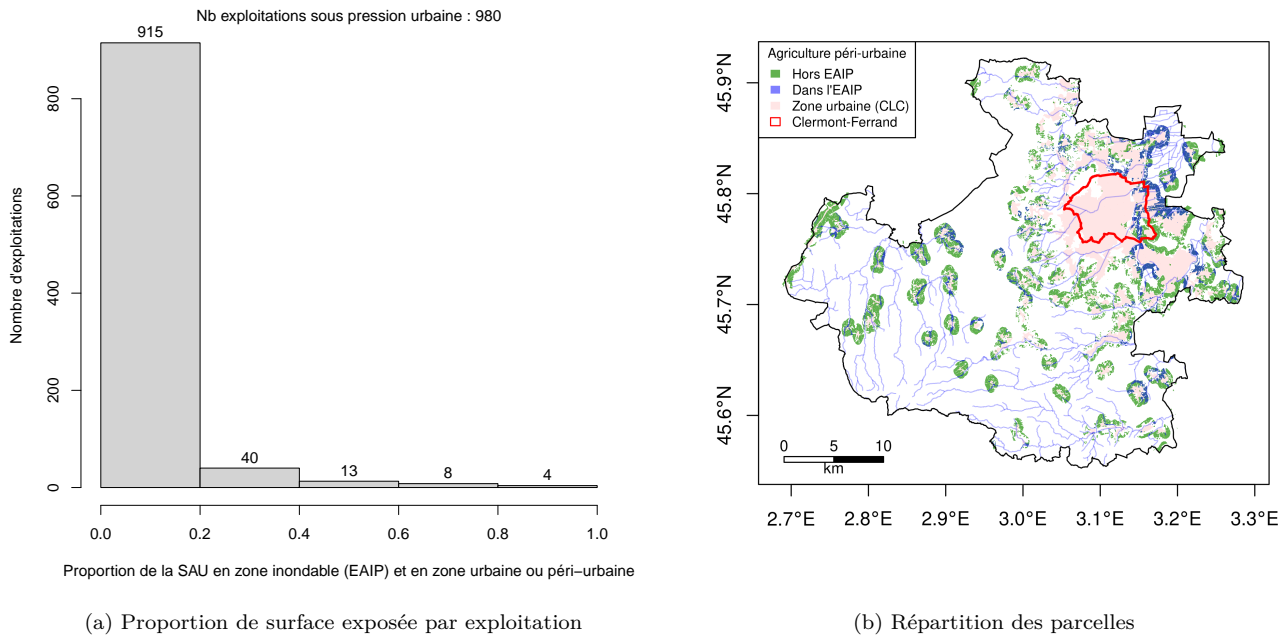 Nb exploitations sous pression urbaine : 980
915
40
13
8
4
Nombre d'exploitations
0
200
400
600
800
0.0
0.2
0.4
0.6
0.8
1.0
Proportion de la SAU en zone inondable (EAIP) et en zone urbaine ou péri−urbaine
(a) Proportion de surface exposée par exploitation
Agriculture péri-urbaine
Hors EAIP
Dans l'EAIP
Zone urbaine (CLC)
Clermont-Ferrand
45.9°N
45.8°N
45.7°N
45.6°N
0
5
10
km
2.7°E
2.8°E
2.9°E
3.0°E
3.1°E
3.2°E
3.3°E
(b) Répartition des parcelles